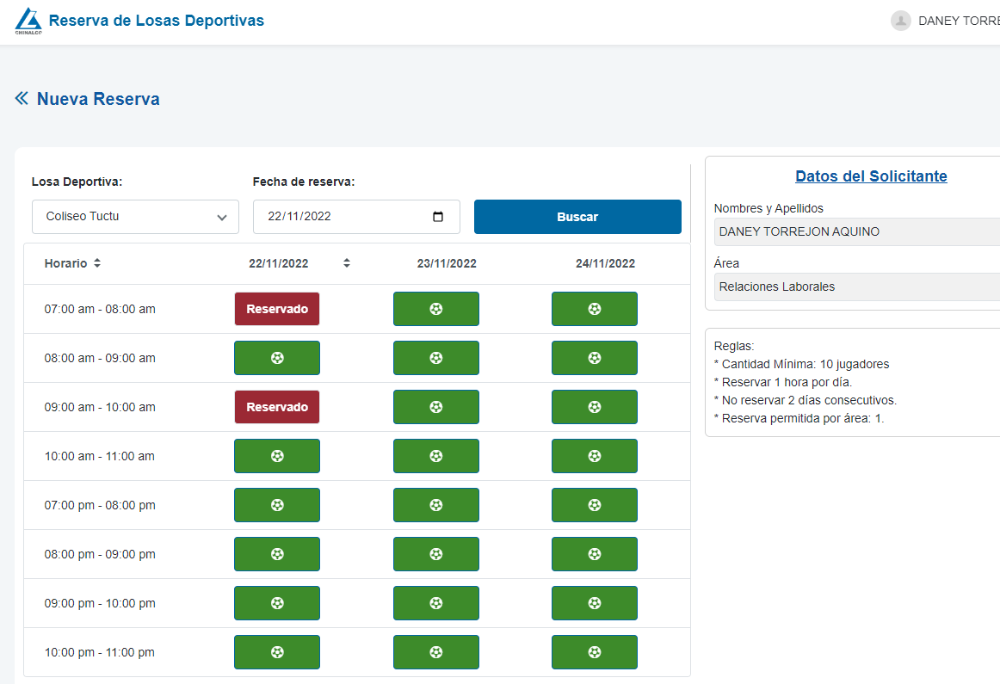 CHINALCO
Reserva de Losas Deportivas
DANEY TORRE
Nueva Reserva
Losa Deportiva:
Fecha de reserva:
Coliseo Tuctu
22/11/2022
Buscar
Horario 22/11/2022 23/11/2022 24/11/2022
07:00 am - 08:00 am Reservado
08:00 am - 09:00 am
09:00 am - 10:00 am Reservado
10:00 am - 11:00 am
07:00 pm - 08:00 pm
08:00 pm - 09:00 pm
09:00 pm - 10:00 pm
10:00 pm - 11:00 pm
Datos del Solicitante
Nombres y Apellidos
DANEY TORREJON AQUINO
Área
Relaciones Laborales
Reglas:
* Cantidad Mínima: 10 jugadores
* Reservar 1 hora por día.
* No reservar 2 días consecutivos.
* Reserva permitida por área: 1.